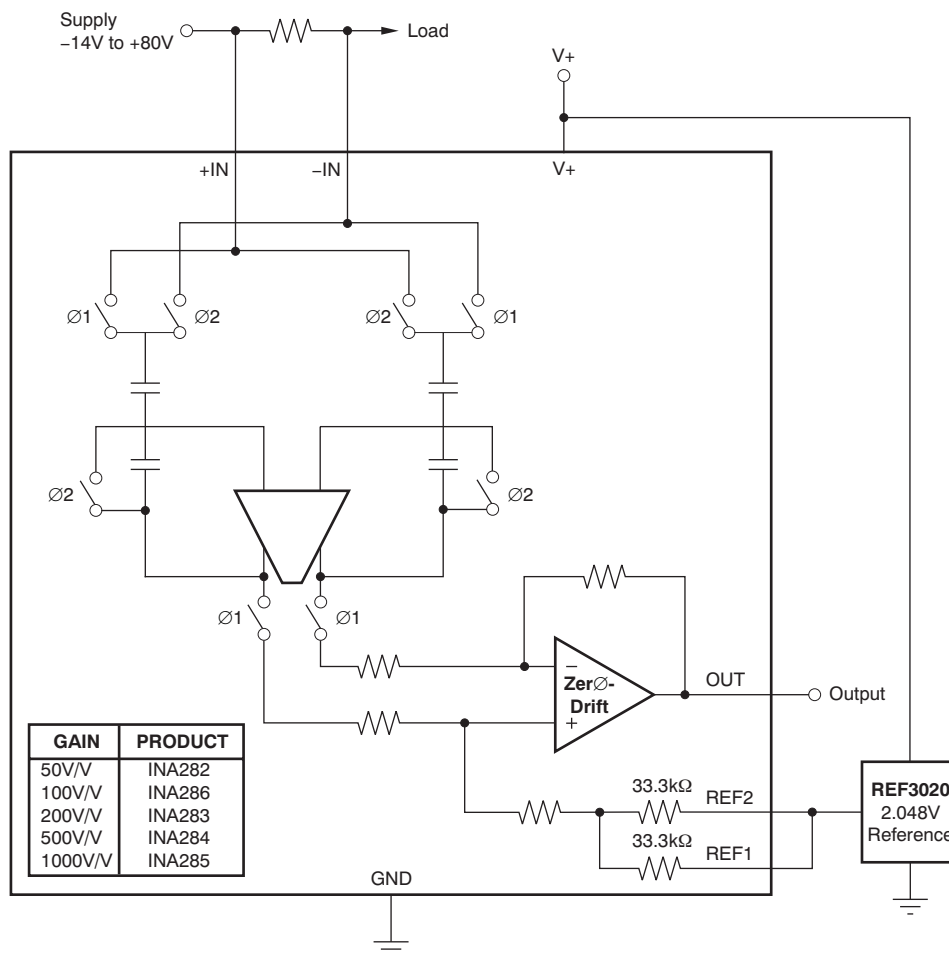 Supply
−14V to +80V
Load
V+
+IN
−IN
V+
Ø1
Ø2
Ø2
Ø1
Ø2
Ø2
Ø1
Ø1
−
ZerØ-
Drift
+
OUT
Output
GAIN PRODUCT
50V/V INA282
100V/V INA286
200V/V INA283
500V/V INA284
1000V/V INA285
33.3kΩ REF2
33.3kΩ REF1
REF3020
2.048V
Reference
GND